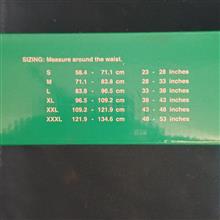 SIZING: Measure around the waist.
S 58.4 - 71.1 cm 23 - 28 inches
M 71.1 - 83.8 cm 28 - 33 inches
L 83.8 - 96.5 cm 33 - 38 inches
XL 96.5 - 109.2 cm 38 - 43 inches
XXL 109.2 - 121.9 cm 43 - 48 inches
XXXL 121.9 - 134.6 cm 48 - 53 inches